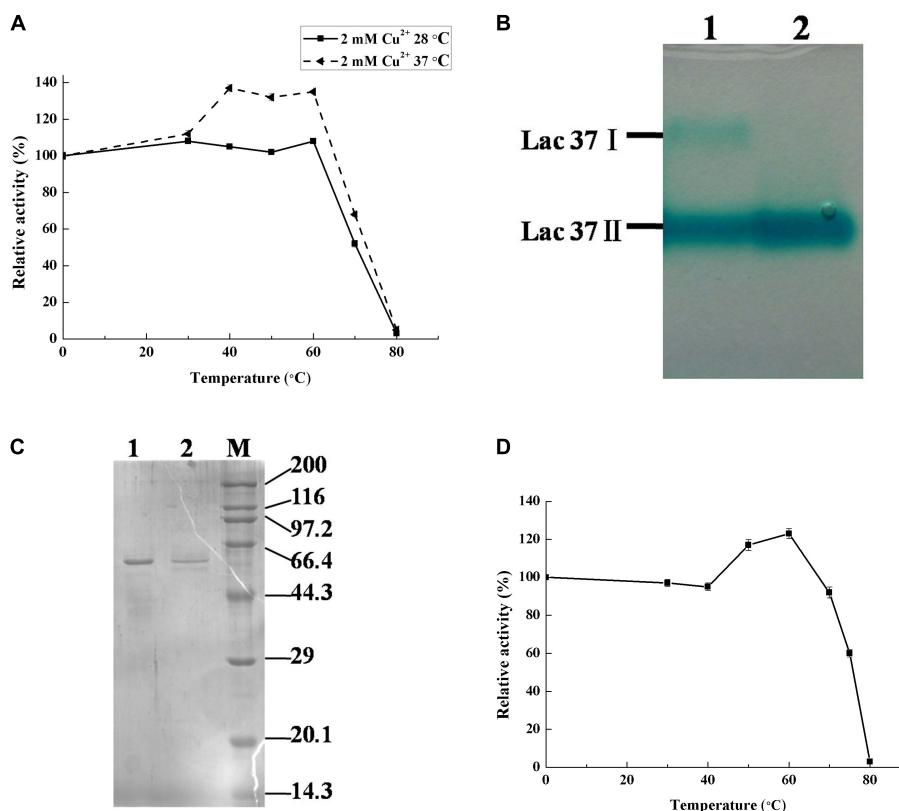 A
2 mM Cu²⁺ 28 °C
2 mM Cu²⁺ 37 °C
Relative activity (%)
140
120
100
80
60
40
20
0
0 20 40 60 80
Temperature (°C)
B
1 2
Lac 37 I
Lac 37 II
C
1 2 M
200
116
97.2
66.4
44.3
29
20.1
14.3
D
Relative activity (%)
140
120
100
80
60
40
20
0
0 20 40 60 80
Temperature (°C)